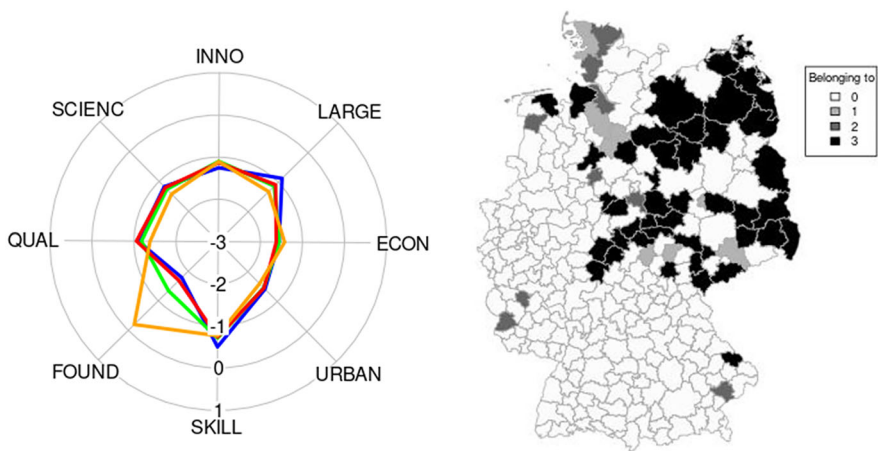 INNO
SCIENC
LARGE
QUAL
ECON
-3
-2
-1
0
1
FOUND
URBAN
SKILL
Belonging to
0
1
2
3